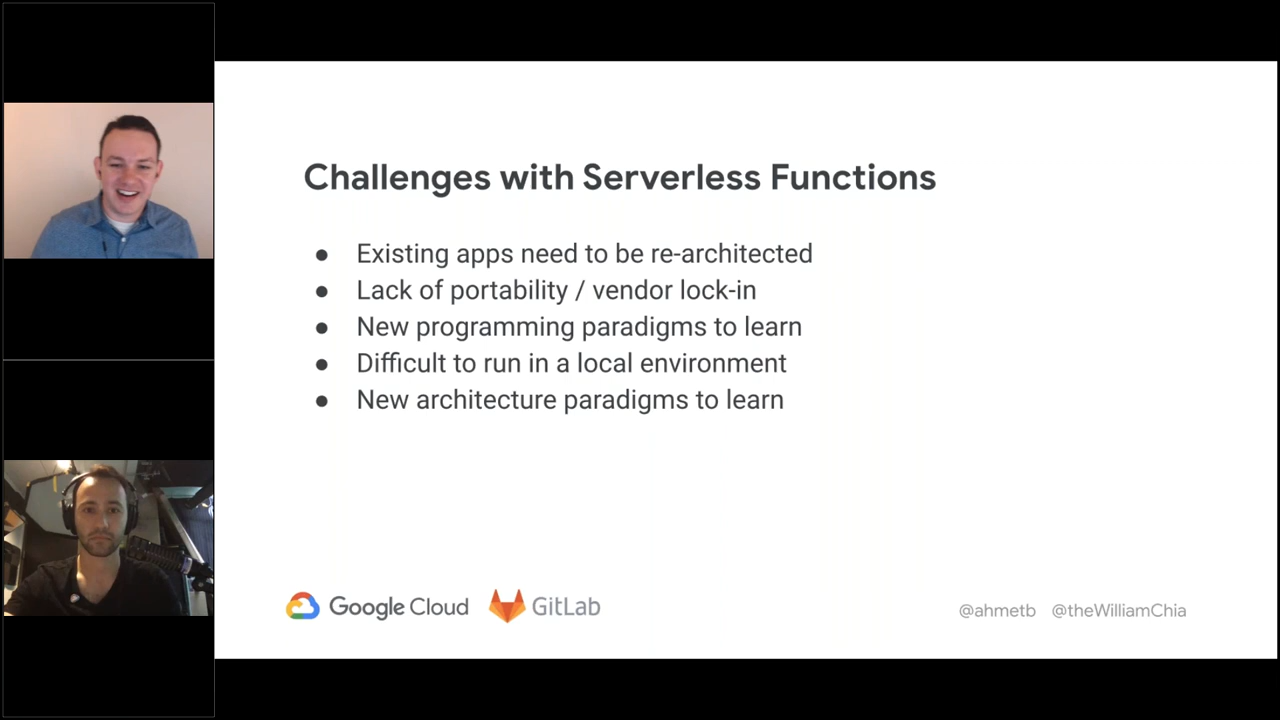 Challenges with Serverless Functions
● Existing apps need to be re-architected
● Lack of portability / vendor lock-in
● New programming paradigms to learn
● Difficult to run in a local environment
● New architecture paradigms to learn
Google Cloud GitLab @ahmetb @theWilliamChia